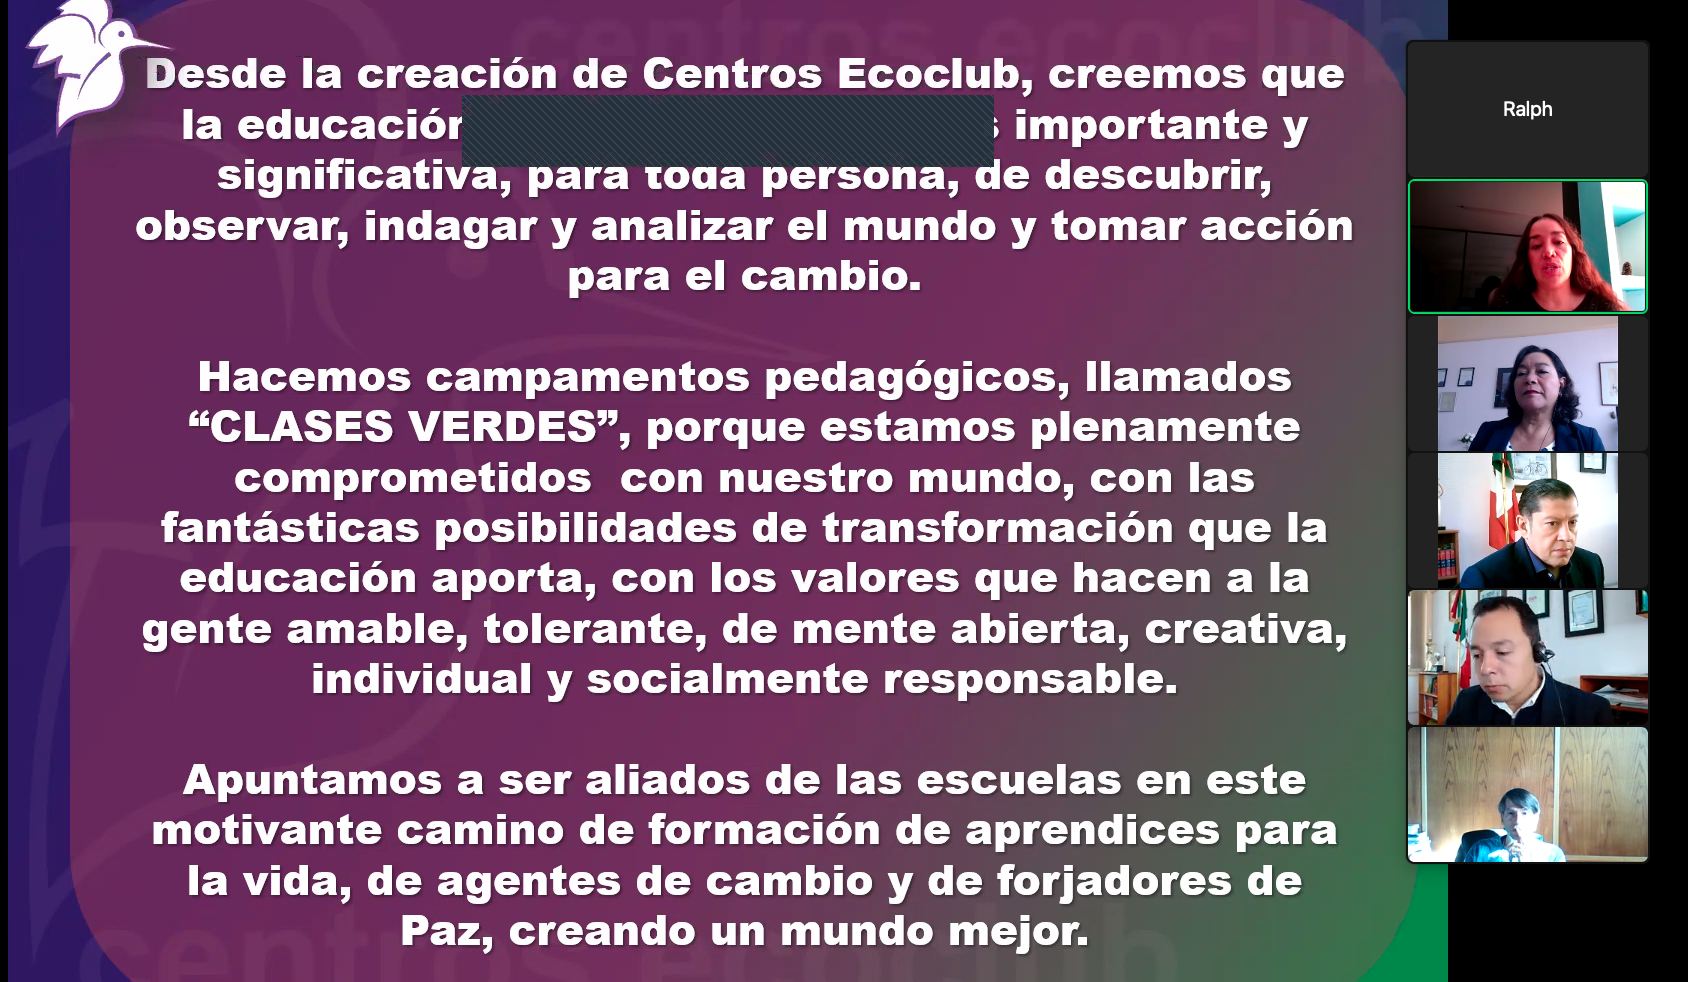 centros ecoclub
Desde la creación de Centros Ecoclub, creemos que
la educación importante y
significativa, para toda persona, de descubrir,
observar, indagar y analizar el mundo y tomar acción
para el cambio.
Hacemos campamentos pedagógicos, llamados
“CLASES VERDES”, porque estamos plenamente
comprometidos con nuestro mundo, con las
fantásticas posibilidades de transformación que la
educación aporta, con los valores que hacen a la
gente amable, tolerante, de mente abierta, creativa,
individual y socialmente responsable.
Apuntamos a ser aliados de las escuelas en este
motivante camino de formación de aprendices para
la vida, de agentes de cambio y de forjadores de
Paz, creando un mundo mejor.
centros ecoclub
Ralph